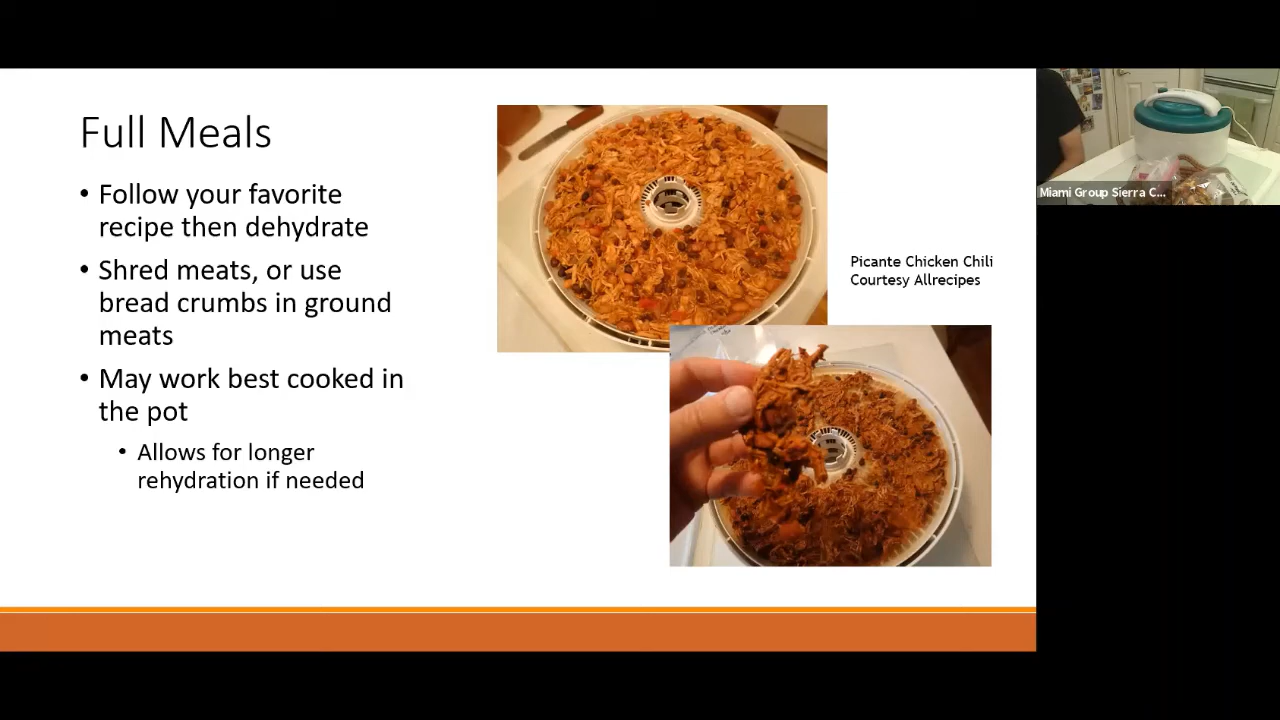 Full Meals
• Follow your favorite
recipe then dehydrate
• Shred meats, or use
bread crumbs in ground
meats
• May work best cooked in
the pot
• Allows for longer
rehydration if needed
Picante Chicken Chili
Courtesy Allrecipes
Miami Group Sierra C...